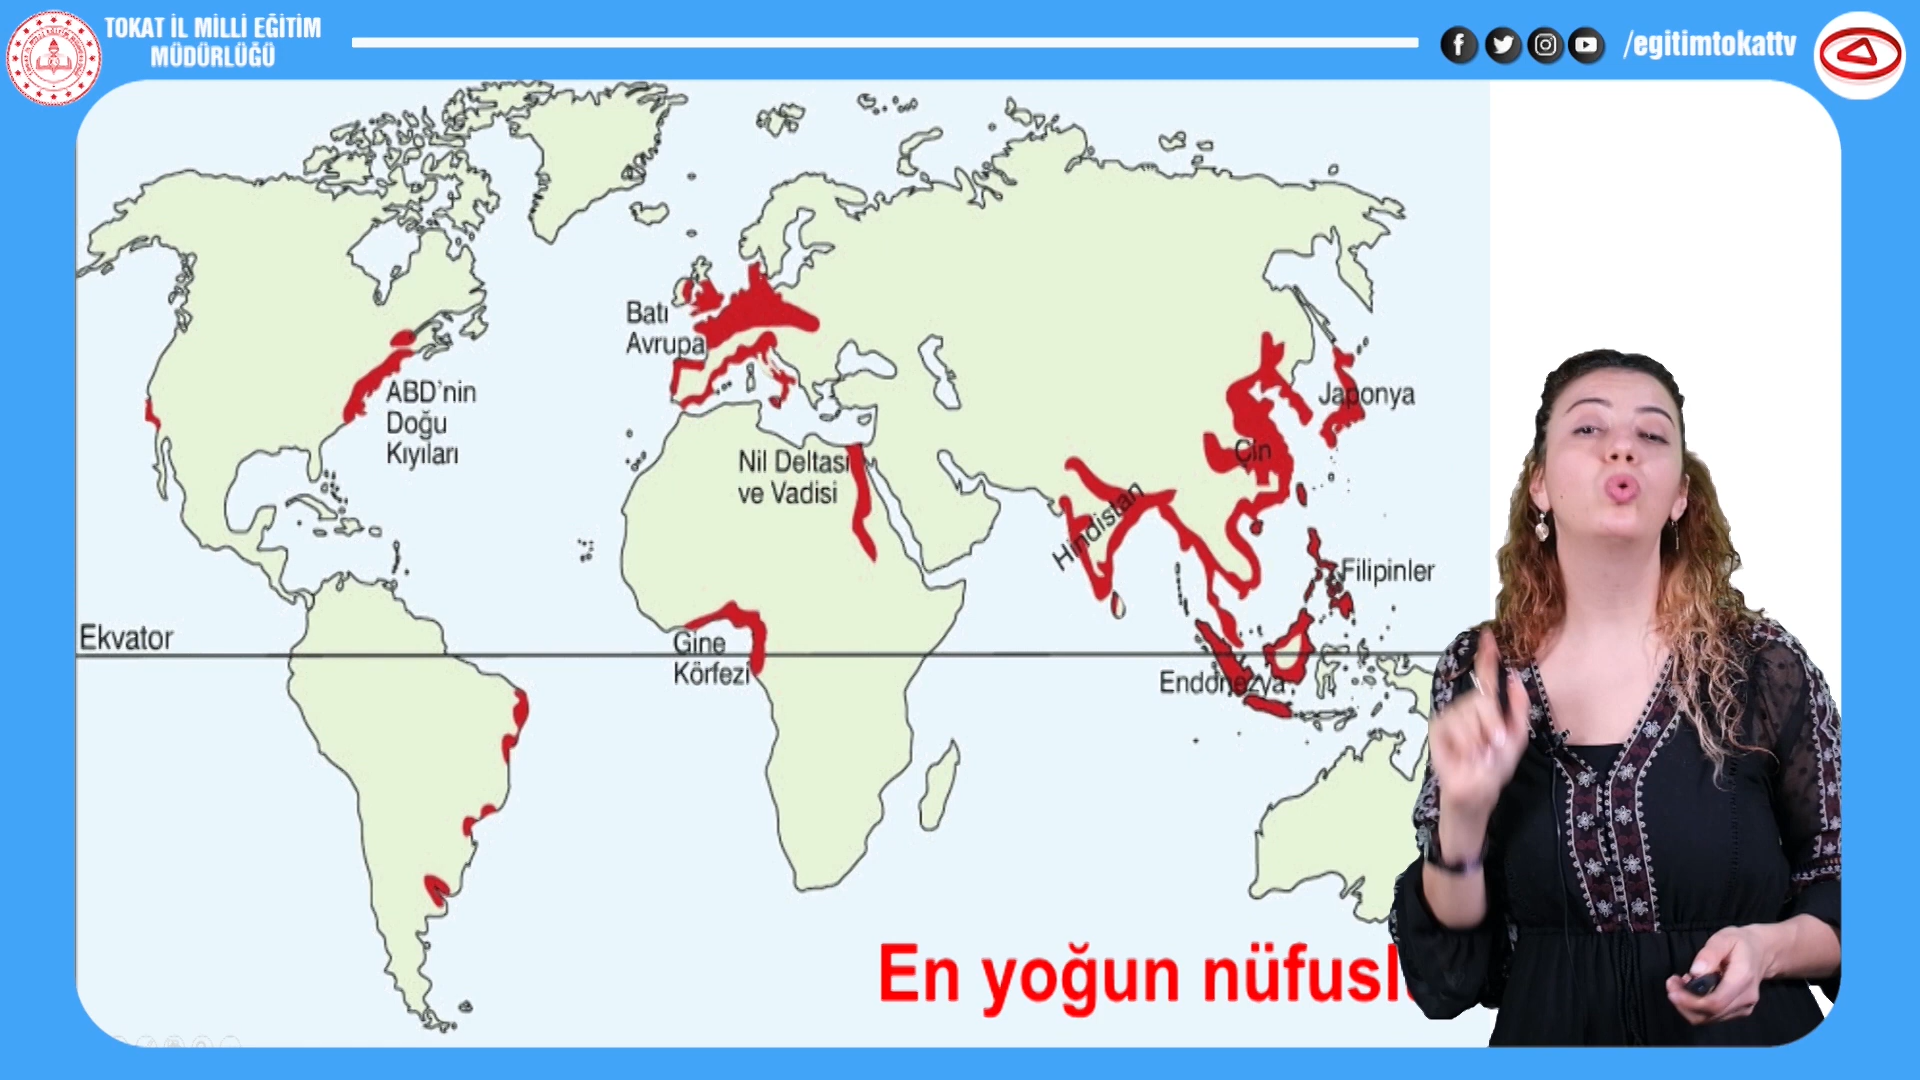 TOKAT İL MİLLİ EĞİTİM
MÜDÜRLÜĞÜ
/egitimtokattv
Batı
Avrupa
ABD'nin
Doğu
Kıyıları
Japonya
Çin
Nil Deltası
ve Vadisi
Hindistan
Filipinler
Ekvator
Gine
Körfezi
Endonezya
En yoğun